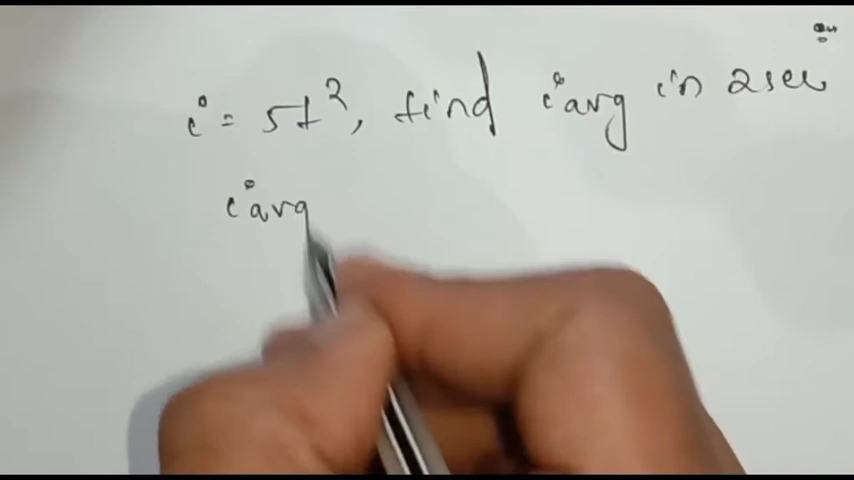 i = 5t², find iavg in 2sec
iavg